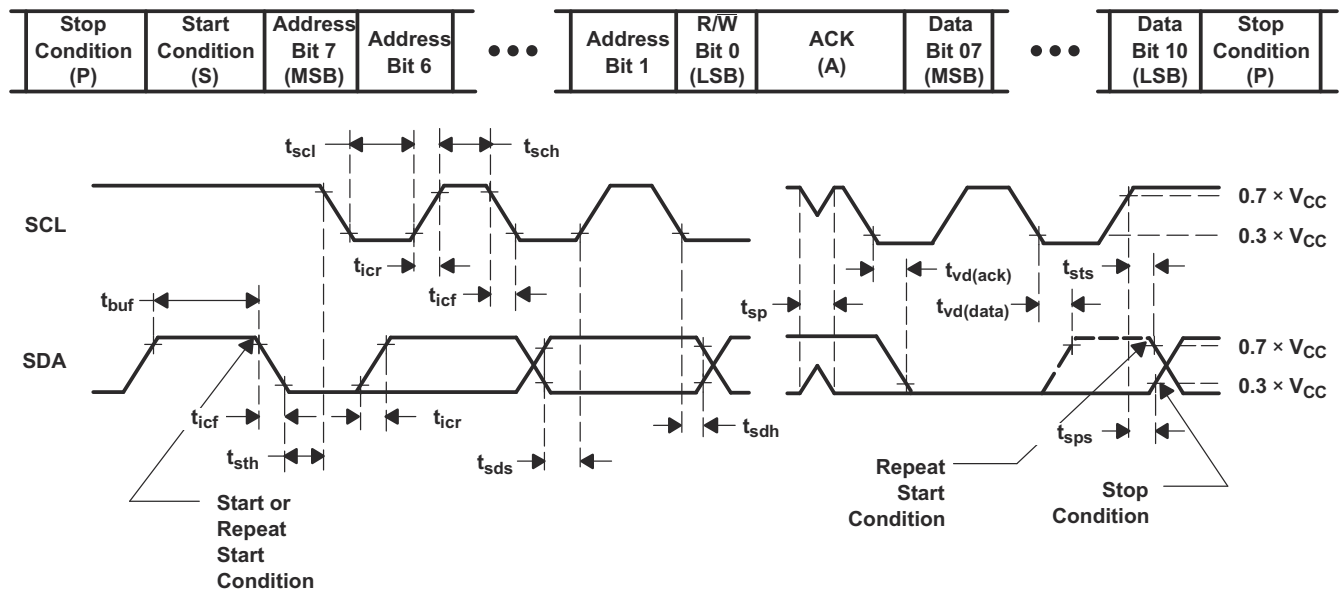 Stop
Condition
(P)
Start
Condition
(S)
Address
Bit 7
(MSB)
Address
Bit 6
•••
Address
Bit 1
R/W̅
Bit 0
(LSB)
ACK
(A)
Data
Bit 07
(MSB)
•••
Data
Bit 10
(LSB)
Stop
Condition
(P)
tscl
tsch
SCL
0.7 × VCC
0.3 × VCC
ticr
ticf
tbuf
tsp
tvd(ack)
tvd(data)
tsts
SDA
0.7 × VCC
0.3 × VCC
ticf
ticr
tsth
tsds
tsdh
tsps
Start or
Repeat
Start
Condition
Repeat
Start
Condition
Stop
Condition